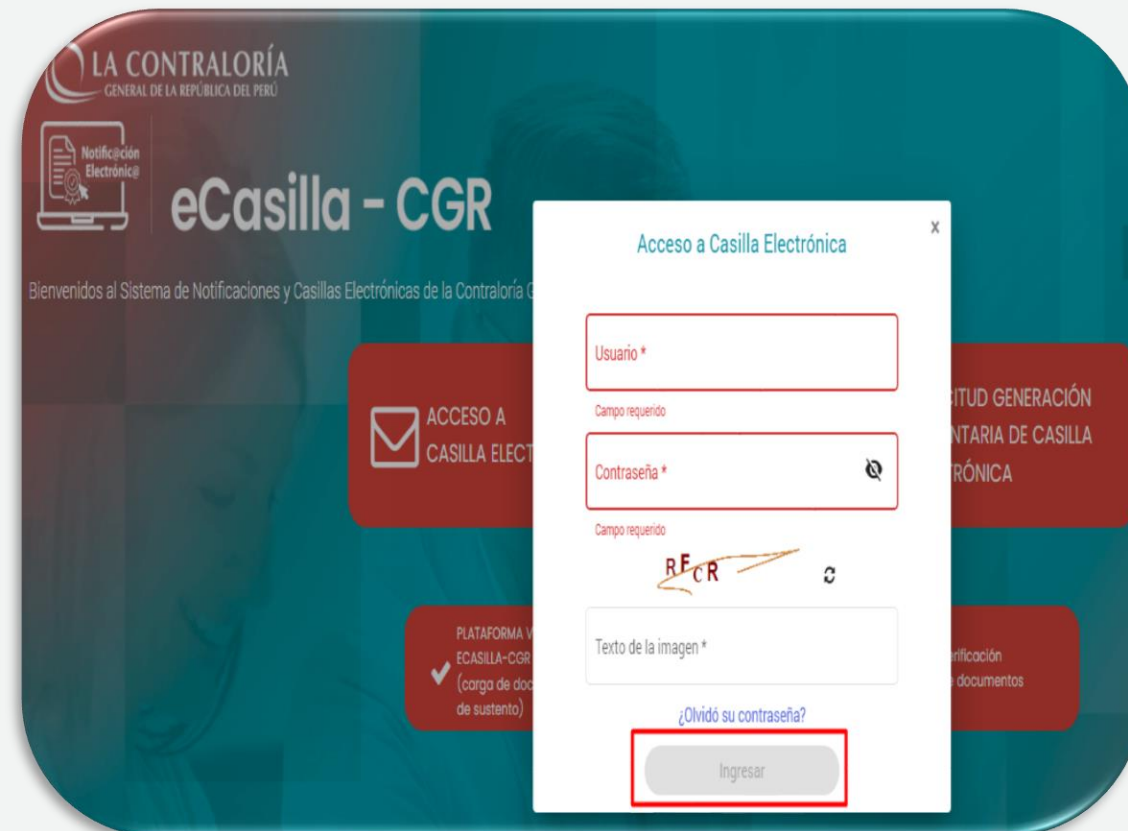 LA CONTRALORÍA
GENERAL DE LA REPÚBLICA DEL PERÚ
Notific@ción
Electrónic@
eCasilla - CGR
Bienvenidos al Sistema de Notificaciones y Casillas Electrónicas de la Contraloría G
ACCESO A
CASILLA ELECT
Acceso a Casilla Electrónica
x
Usuario *
Campo requerido
Contraseña *
Campo requerido
RFCR
Texto de la imagen *
¿Olvidó su contraseña?
Ingresar
CITUD GENERACIÓN
NTARIA DE CASILLA
TRÓNICA
PLATAFORMA V
ECASILLA-CGR
(carga de doc
de sustento)
erificación
e documentos